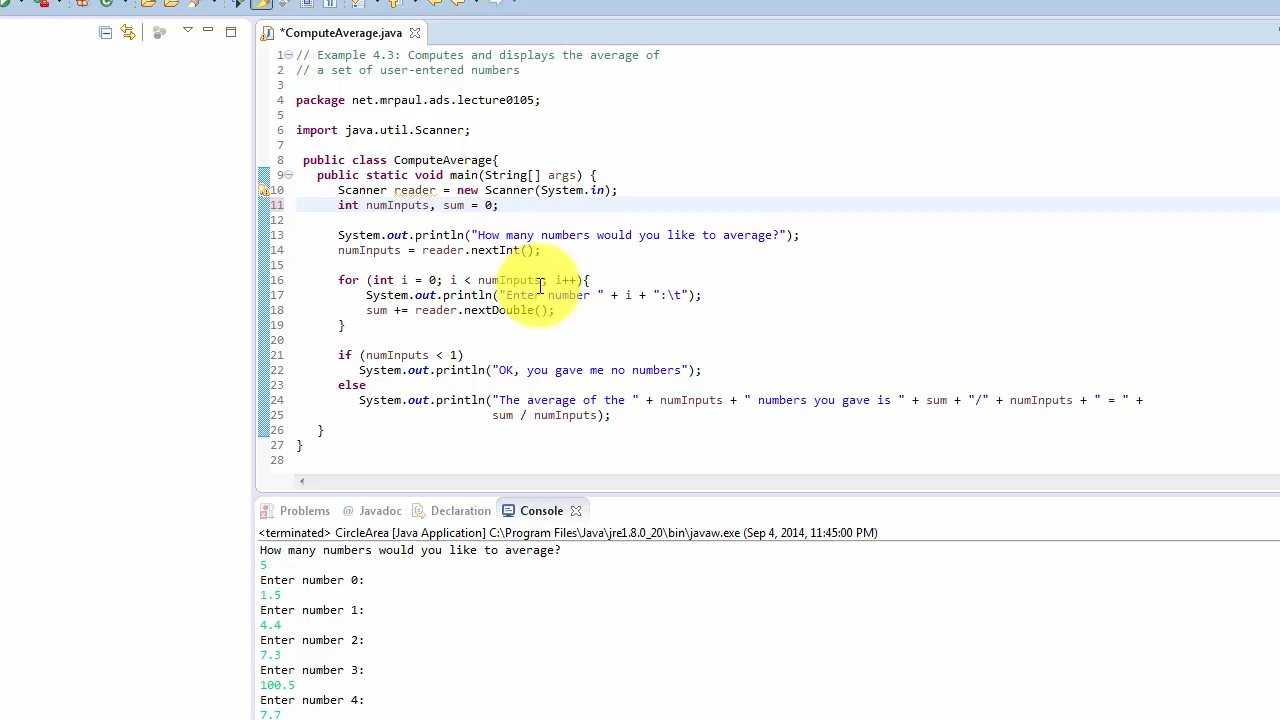 *ComputeAverage.java
1 // Example 4.3: Computes and displays the average of
2 // a set of user-entered numbers
3
4 package net.mrpaul.ads.lecture0105;
5
6 import java.util.Scanner;
7
8 public class ComputeAverage{
9 public static void main(String[] args) {
10 Scanner reader = new Scanner(System.in);
11 int numInputs, sum = 0;
12
13 System.out.println("How many numbers would you like to average?");
14 numInputs = reader.nextInt();
15
16 for (int i = 0; i < numInputs; i++){
17 System.out.println("Enter number " + i + ":\t");
18 sum += reader.nextDouble();
19 }
20
21 if (numInputs < 1)
22 System.out.println("OK, you gave me no numbers");
23 else
24 System.out.println("The average of the " + numInputs + " numbers you gave is " + sum + "/" + numInputs + " = " +
25 sum / numInputs);
26 }
27 }
28
Problems @ Javadoc Declaration Console
<terminated> CircleArea [Java Application] C:\Program Files\Java\jre1.8.0_20\bin\javaw.exe (Sep 4, 2014, 11:45:00 PM)
How many numbers would you like to average?
5
Enter number 0:
1.5
Enter number 1:
4.4
Enter number 2:
7.3
Enter number 3:
100.5
Enter number 4:
7.7